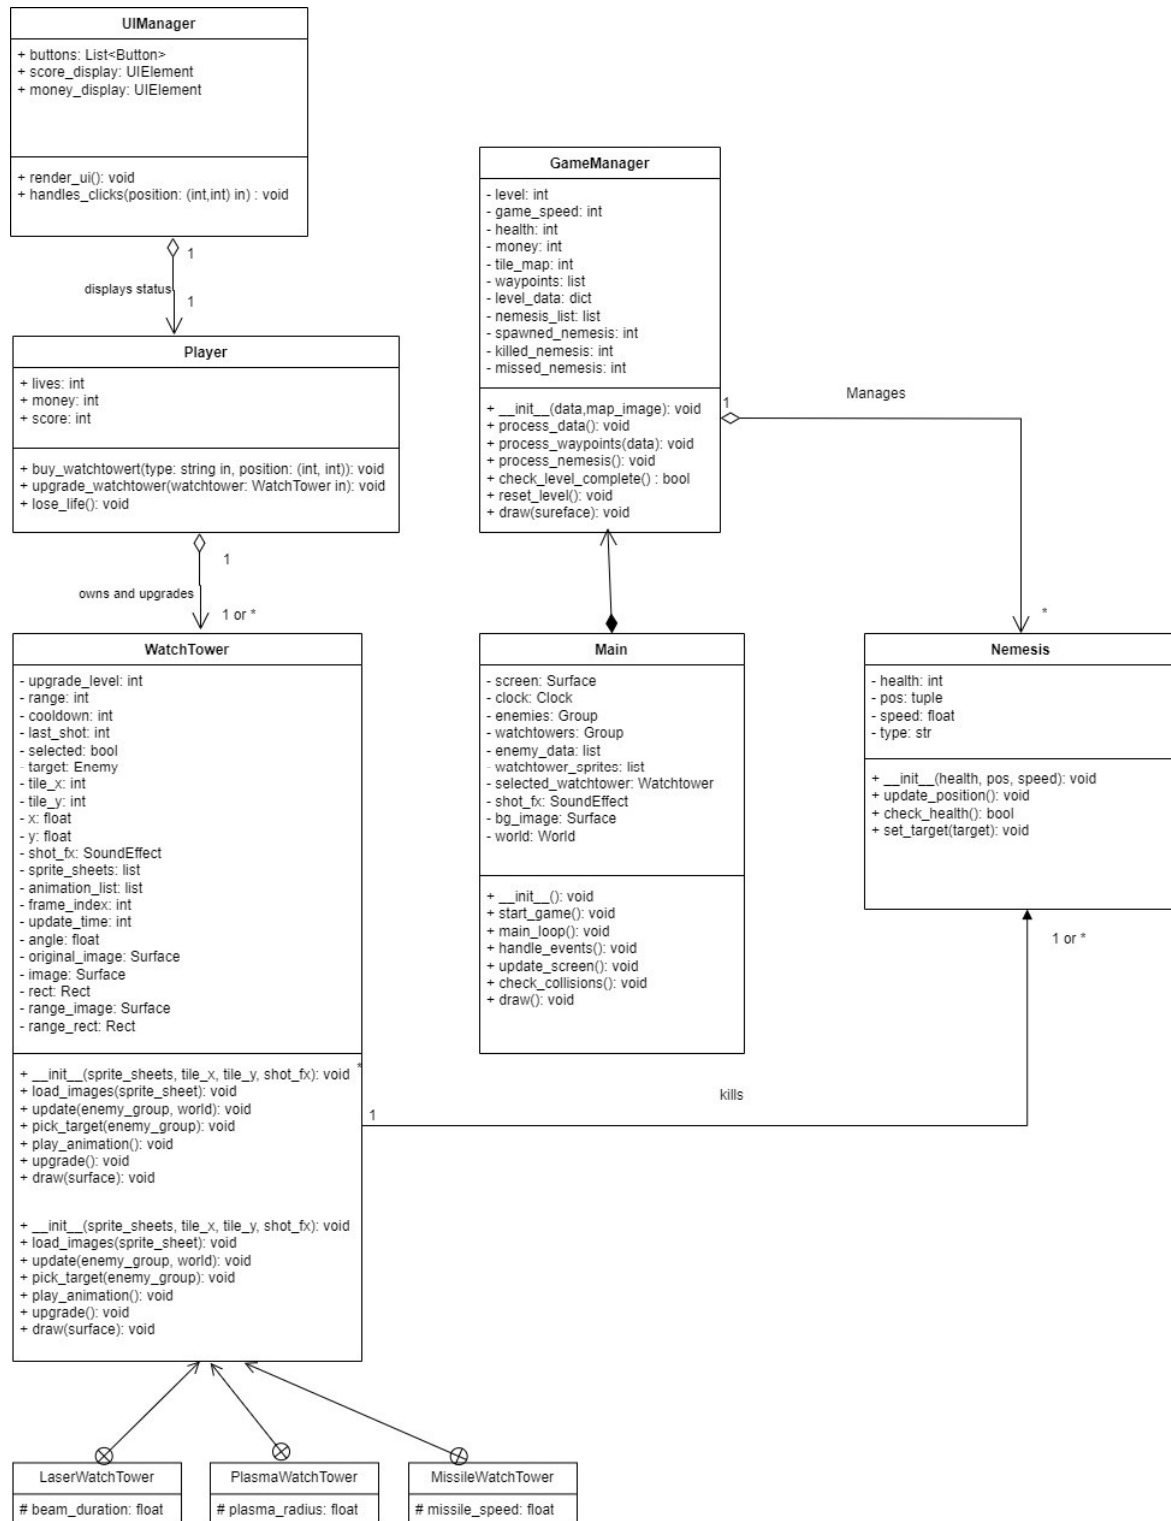 UIManager
+ buttons: List<Button>
+ score_display: UIElement
+ money_display: UIElement
+ render_ui(): void
+ handles_clicks(position: (int,int) in) : void
1
displays status
1
Player
+ lives: int
+ money: int
+ score: int
+ buy_watchtowert(type: string in, position: (int, int)): void
+ upgrade_watchtower(watchtower: WatchTower in): void
+ lose_life(): void
1
owns and upgrades
1 or *
GameManager
- level: int
- game_speed: int
- health: int
- money: int
- tile_map: int
- waypoints: list
- level_data: dict
- nemesis_list: list
- spawned_nemesis: int
- killed_nemesis: int
- missed_nemesis: int
+ __init__(data,map_image): void
+ process_data(): void
+ process_waypoints(data): void
+ process_nemesis(): void
+ check_level_complete() : bool
+ reset_level(): void
+ draw(sureface): void
1
Manages
*
WatchTower
- upgrade_level: int
- range: int
- cooldown: int
- last_shot: int
- selected: bool
- target: Enemy
- tile_x: int
- tile_y: int
- x: float
- y: float
- shot_fx: SoundEffect
- sprite_sheets: list
- animation_list: list
- frame_index: int
- update_time: int
- angle: float
- original_image: Surface
- image: Surface
- rect: Rect
- range_image: Surface
- range_rect: Rect
+ __init__(sprite_sheets, tile_x, tile_y, shot_fx): void
+ load_images(sprite_sheet): void
+ update(enemy_group, world): void
+ pick_target(enemy_group): void
+ play_animation(): void
+ upgrade(): void
+ draw(surface): void
+ __init__(sprite_sheets, tile_x, tile_y, shot_fx): void
+ load_images(sprite_sheet): void
+ update(enemy_group, world): void
+ pick_target(enemy_group): void
+ play_animation(): void
+ upgrade(): void
+ draw(surface): void
*
1
kills
1 or *
Main
- screen: Surface
- clock: Clock
- enemies: Group
- watchtowers: Group
- enemy_data: list
- watchtower_sprites: list
- selected_watchtower: Watchtower
- shot_fx: SoundEffect
- bg_image: Surface
- world: World
+ __init__(): void
+ start_game(): void
+ main_loop(): void
+ handle_events(): void
+ update_screen(): void
+ check_collisions(): void
+ draw(): void
Nemesis
- health: int
- pos: tuple
- speed: float
- type: str
+ __init__(health, pos, speed): void
+ update_position(): void
+ check_health(): bool
+ set_target(target): void
LaserWatchTower
# beam_duration: float
PlasmaWatchTower
# plasma_radius: float
MissileWatchTower
# missile_speed: float